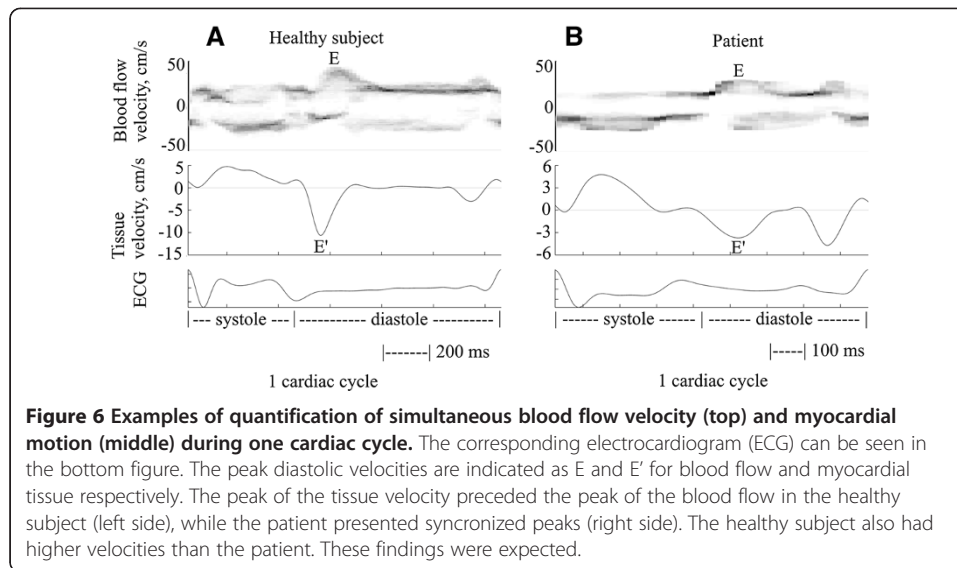 A
Healthy subject
E
B
Patient
E
Blood flow
velocity, cm/s
50
0
-50
50
0
-50
Tissue
velocity, cm/s
5
0
-5
-10
-15
E'
6
3
0
-3
-6
E'
ECG
|--- systole ---|------ diastole --------|
|---- systole -----|------ diastole ------|
|-------| 200 ms
|-----| 100 ms
1 cardiac cycle
1 cardiac cycle
Figure 6 Examples of quantification of simultaneous blood flow velocity (top) and myocardial
motion (middle) during one cardiac cycle. The corresponding electrocardiogram (ECG) can be seen in
the bottom figure. The peak diastolic velocities are indicated as E and E’ for blood flow and myocardial
tissue respectively. The peak of the tissue velocity preceded the peak of the blood flow in the healthy
subject (left side), while the patient presented syncronized peaks (right side). The healthy subject also had
higher velocities than the patient. These findings were expected.